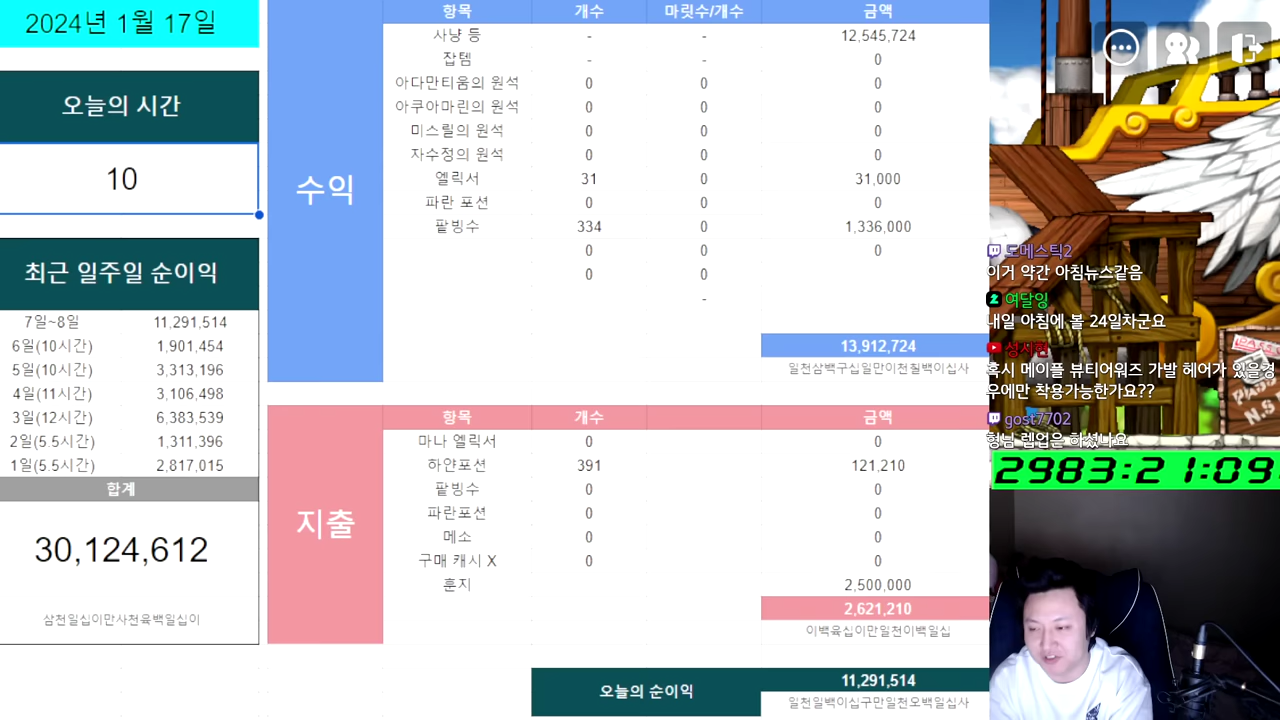 2024년 1월 17일
오늘의 시간
10
최근 일주일 순이익
7일~8일 11,291,514
6일(10시간) 1,901,454
5일(10시간) 3,313,196
4일(11시간) 3,106,498
3일(12시간) 6,383,539
2일(5.5시간) 1,311,396
1일(5.5시간) 2,817,015
합계
30,124,612
삼천일십이만사천육백일십이
수익
항목 개수 마릿수/개수 금액
사냥 등 - - 12,545,724
잡템 - - 0
아다만티움의 원석 0 0 0
아쿠아마린의 원석 0 0 0
미스릴의 원석 0 0 0
자수정의 원석 0 0 0
엘릭서 31 0 31,000
파란 포션 0 0 0
팥빙수 334 0 1,336,000
0 0 0
0 0
-
13,912,724
일천삼백구십일만이천칠백이십사
지출
항목 개수 금액
마나 엘릭서 0 0
하얀포션 391 121,210
팥빙수 0 0
파란포션 0 0
메소 0 0
구매 캐시 X 0 0
훈지 2,500,000
2,621,210
이백육십이만일천이백일십
오늘의 순이익
11,291,514
일천일백이십구만일천오백일십사
도메스틱2
이거 약간 아침뉴스같음
여달잉
내일 아침에 볼 24일차군요
성시현
혹시 메이플 뷰티어워즈 가발 헤어가 있을경
우에만 착용가능한가요??
gost7702
형님 렙업은 하셨나요
2983:21:09